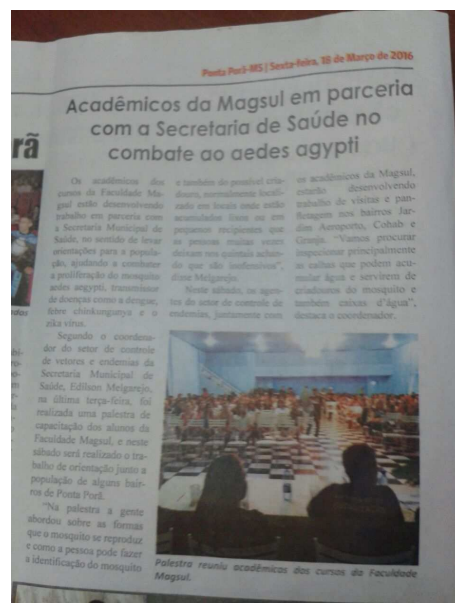 Ponta Porã-MS | Sexta-feira, 18 de Março de 2016
Acadêmicos da Magsul em parceria
com a Secretaria de Saúde no
combate ao aedes agypti
rã
Os acadêmicos dos
cursos da Faculdade Ma-
gsul estão desenvolvendo
trabalho em parceria com
a Secretaria Municipal de
Saúde, no sentido de levar
orientações para a popula-
ção, ajudando a combater
a proliferação do mosquito
aedes aegypti, transmissor
de doenças como a dengue,
febre chinkungunya e o
zika vírus.
Segundo o coordena-
dor do setor de controle
de vetores e endemias da
Secretaria Municipal de
Saúde, Edilson Melgarejo,
na última terça-feira, foi
realizada uma palestra de
capacitação dos alunos da
Faculdade Magsul, e neste
sábado será realizado o tra-
balho de orientação junto a
população de alguns bair-
ros de Ponta Porã.
"Na palestra a gente
abordou sobre as formas
que o mosquito se reproduz
e como a pessoa pode fazer
a identificação do mosquito
e também do possível cria-
douro, normalmente locali-
zado em locais onde estão
acumulados lixos ou em
pequenos recipientes que
as pessoas muitas vezes
deixam nos quintais achan-
do que são inofensivos",
disse Melgarejo.
Neste sábado, os agen-
tes do setor de controle de
endemias, juntamente com
os acadêmicos da Magsul,
estarão desenvolvendo
trabalho de visitas e pan-
fletagem nos bairros Jar-
dim Aeroporto, Cohab e
Granja. "Vamos procurar
inspecionar principalmente
as calhas que podem acu-
mular água e servirem de
criadouros do mosquito e
também caixas d'água",
destaca o coordenador.
Palestra reuniu acadêmicos dos cursos da Faculdade
Magsul.